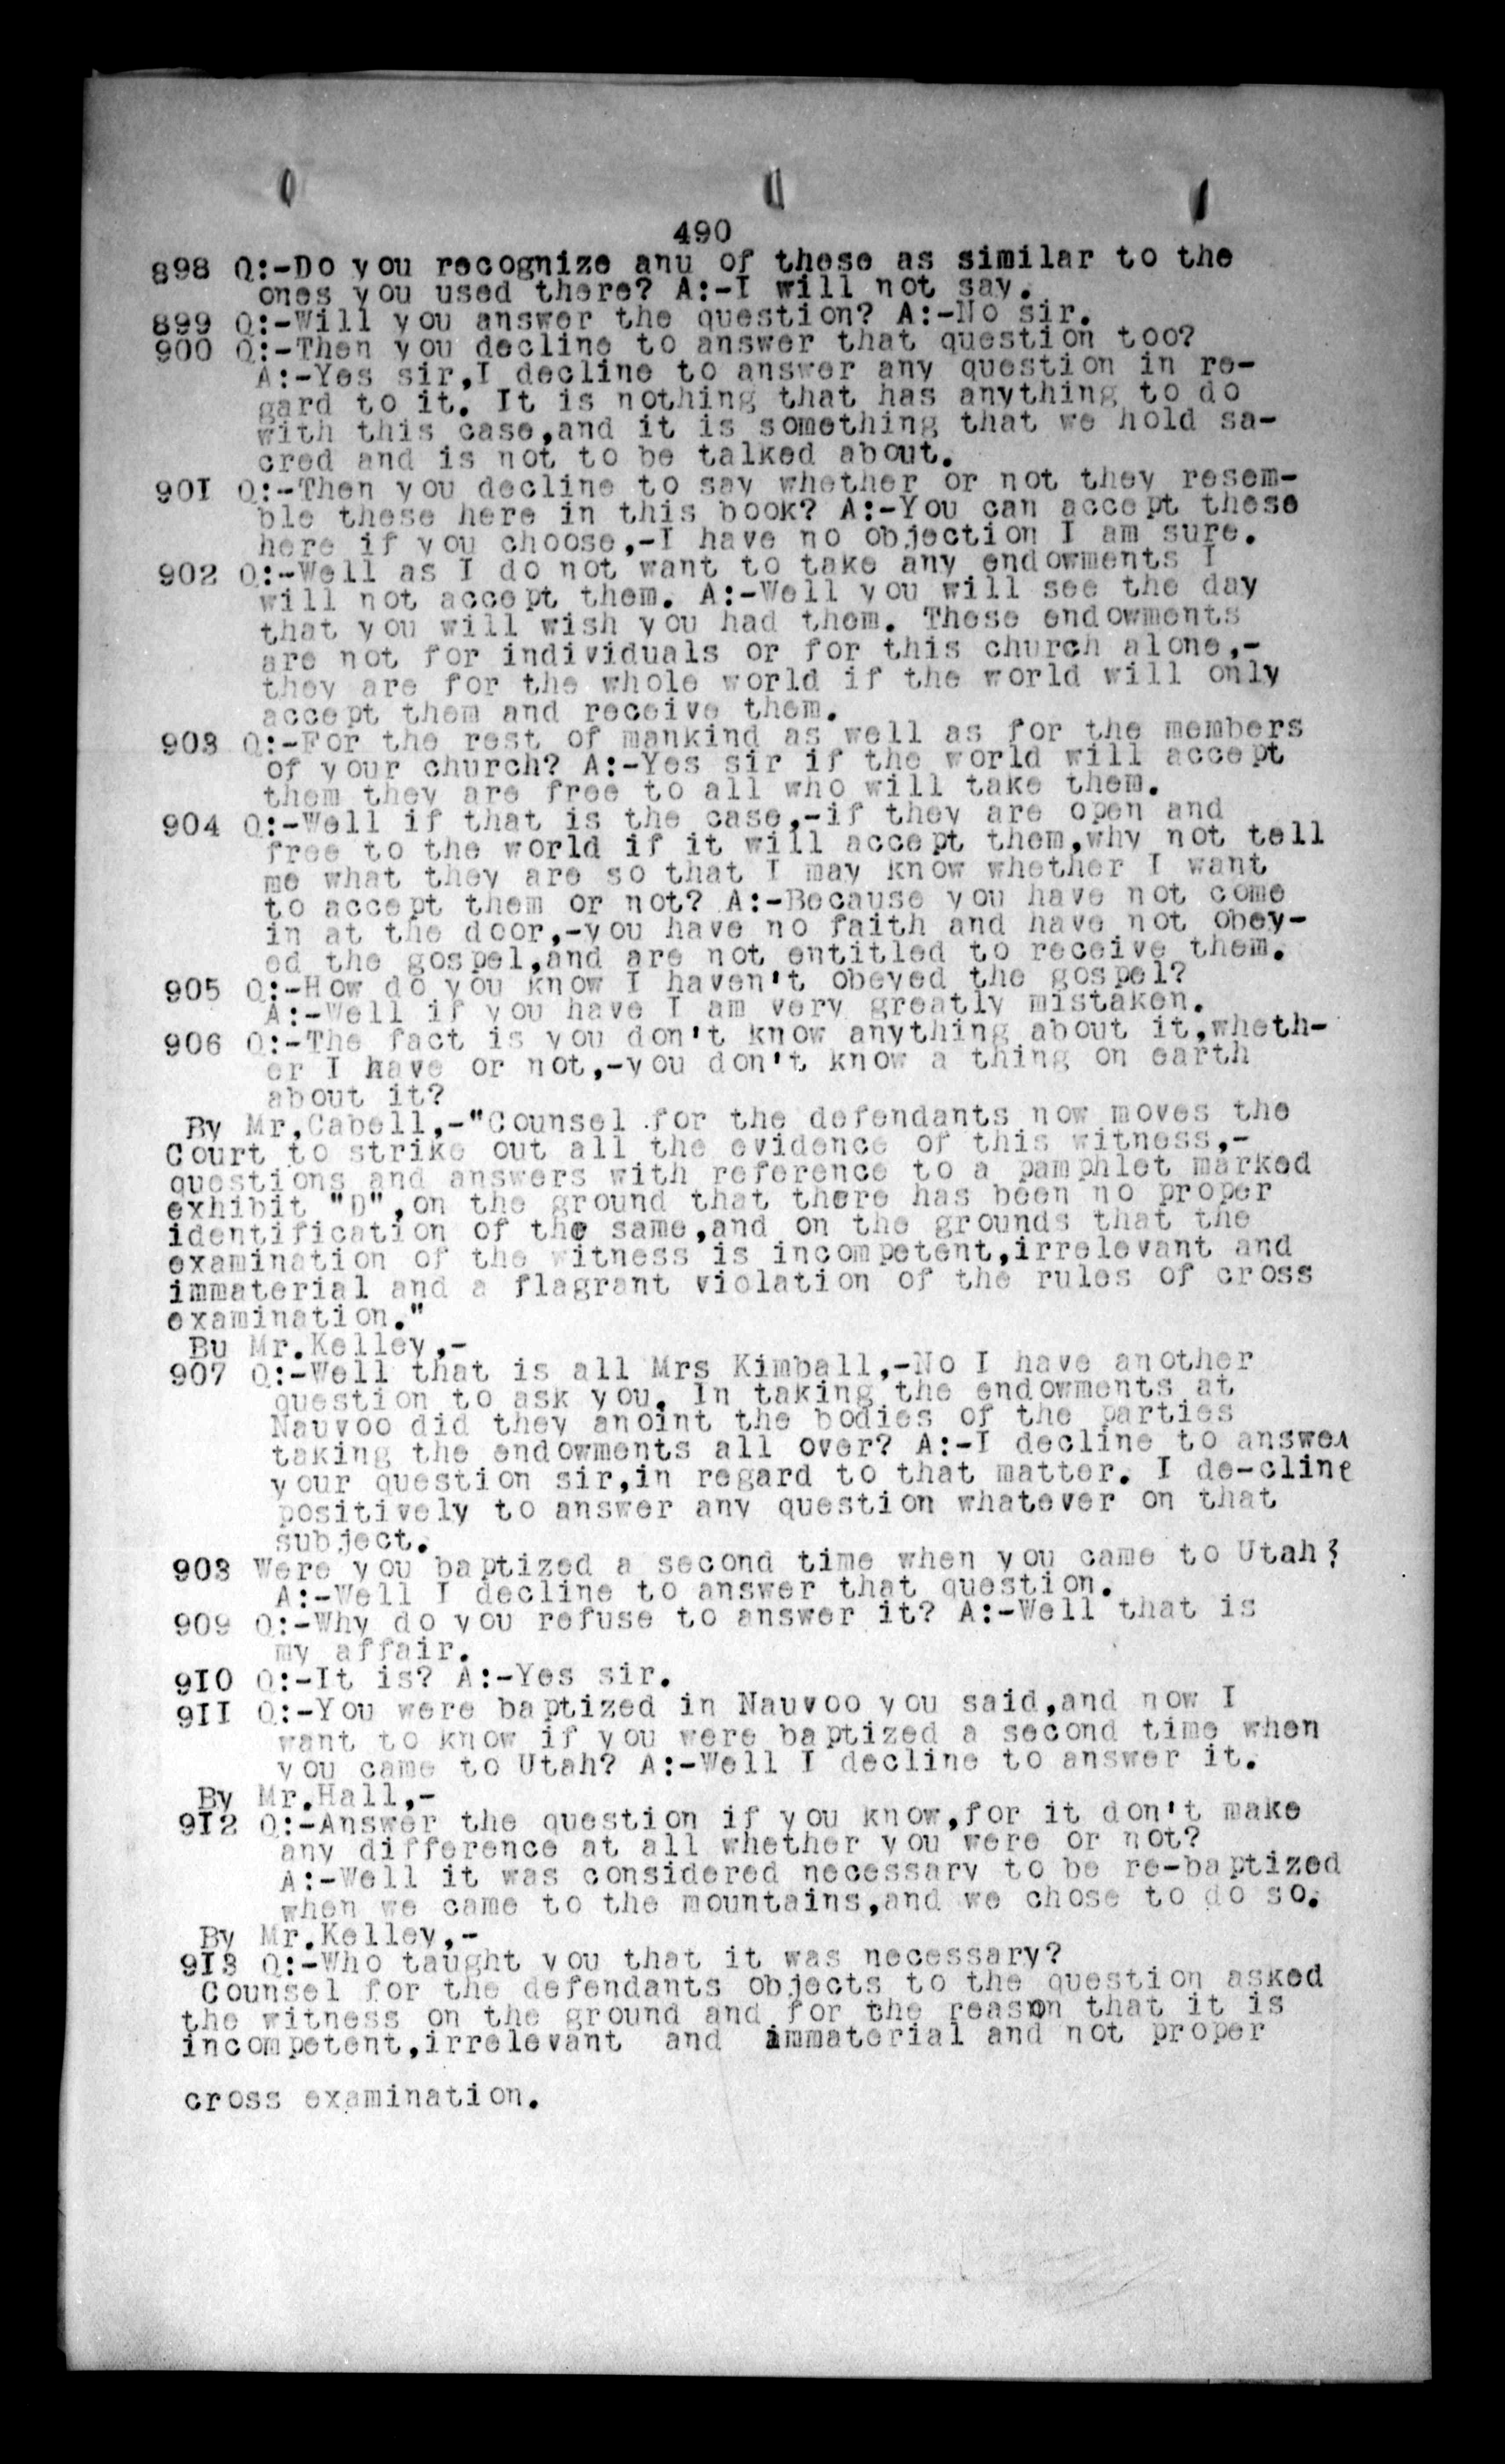 490
898 Q:-Do you recognize anu of these as similar to the
ones you used there? A:-I will not say.
899 Q:-Will you answer the question? A:-No sir.
900 Q:-Then you decline to answer that question too?
A:-Yes sir,I decline to answer any question in re-
gard to it. It is nothing that has anything to do
with this case,and it is something that we hold sa-
cred and is not to be talked about.
901 Q:-Then you decline to say whether or not they resem-
ble these here in this book? A:-You can accept these
here if you choose,-I have no objection I am sure.
902 Q:-Well as I do not want to take any endowments I
will not accept them. A:-Well you will see the day
that you will wish you had them. These endowments
are not for individuals or for this church alone,-
they are for the whole world if the world will only
accept them and receive them.
903 Q:-For the rest of mankind as well as for the members
of your church? A:-Yes sir if the world will accept
them they are free to all who will take them.
904 Q:-Well if that is the case,-if they are open and
free to the world if it will accept them,why not tell
me what they are so that I may know whether I want
to accept them or not? A:-Because you have not come
in at the door,-you have no faith and have not obey-
ed the gospel,and are not entitled to receive them.
905 Q:-How do you know I haven't obeyed the gospel?
A:-Well if you have I am very greatly mistaken.
906 Q:-The fact is you don't know anything about it,wheth-
er I have or not,-you don't know a thing on earth
about it?
By Mr,Cabell,-"Counsel for the defendants now moves the
Court to strike out all the evidence of this witness,-
questions and answers with reference to a pamphlet marked
exhibit "D",on the ground that there has been no proper
identification of the same,and on the grounds that the
examination of the witness is incompetent,irrelevant and
immaterial and a flagrant violation of the rules of cross
examination."
Bu Mr.Kelley,-
907 Q:-Well that is all Mrs Kimball,-No I have another
question to ask you. In taking the endowments at
Nauvoo did they anoint the bodies of the parties
taking the endowments all over? A:-I decline to answer
your question sir,in regard to that matter. I de-cline
positively to answer any question whatever on that
subject.
903 Were you baptized a second time when you came to Utah?
A:-Well I decline to answer that question.
909 Q:-Why do you refuse to answer it? A:-Well that is
my affair.
9I0 Q:-It is? A:-Yes sir.
9II Q:-You were baptized in Nauvoo you said,and now I
want to know if you were baptized a second time when
you came to Utah? A:-Well I decline to answer it.
By Mr.Hall,-
9I2 Q:-Answer the question if you know,for it don't make
any difference at all whether you were or not?
A:-Well it was considered necessary to be re-baptized
when we came to the mountains,and we chose to do so.
By Mr.Kelley,-
9I3 Q:-Who taught you that it was necessary?
Counsel for the defendants objects to the question asked
the witness on the ground and for the reason that it is
incompetent,irrelevant and immaterial and not proper
cross examination.